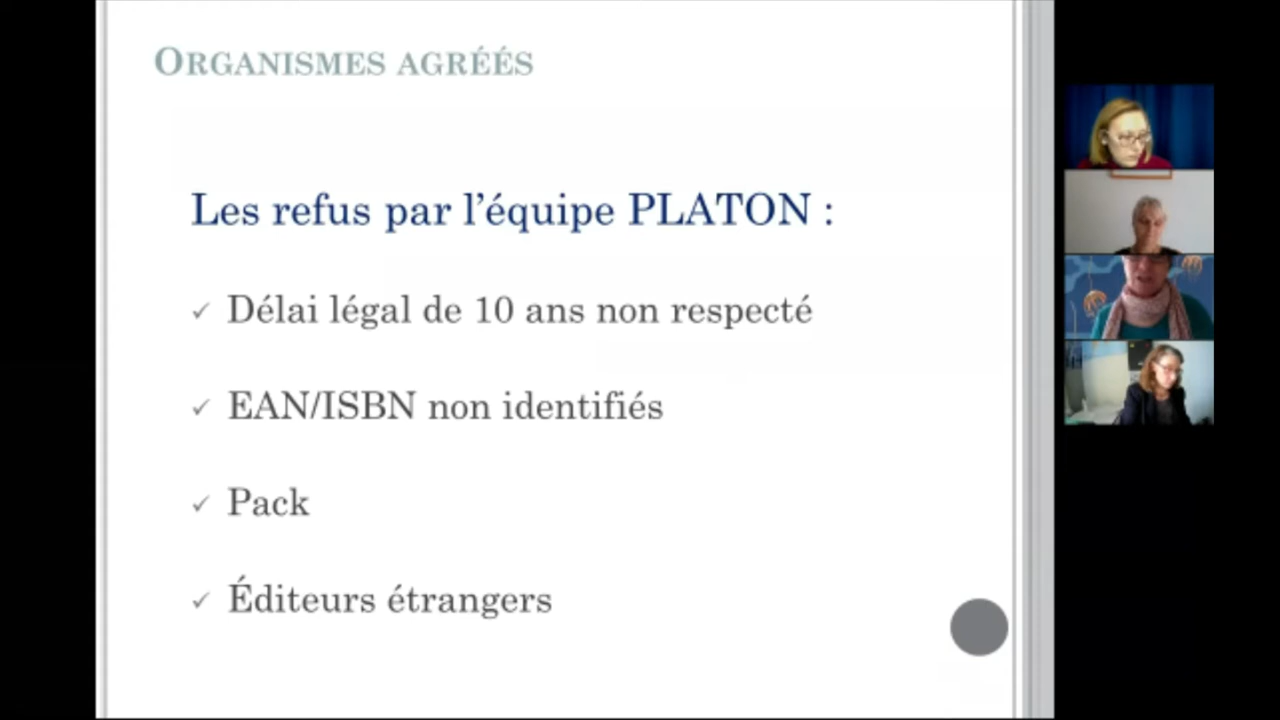 ORGANISMES AGRÉÉS
Les refus par l'équipe PLATON :
✓ Délai légal de 10 ans non respecté
✓ EAN/ISBN non identifiés
✓ Pack
✓ Éditeurs étrangers